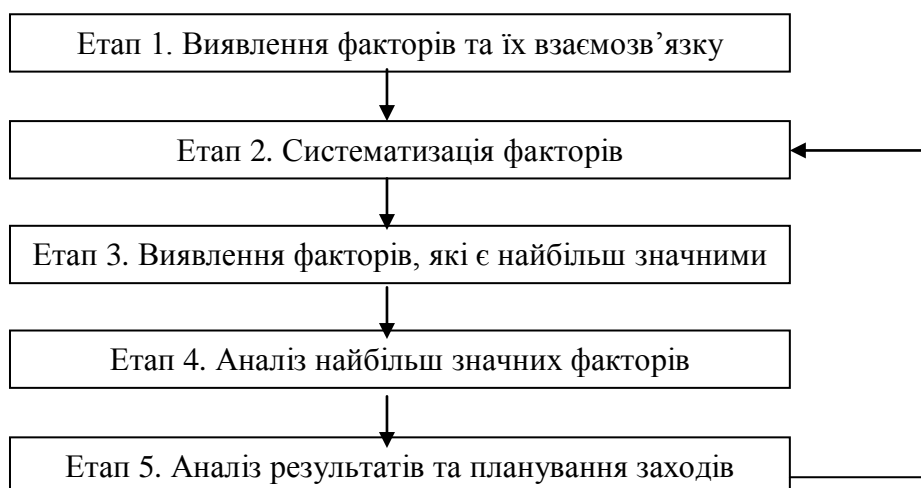 Етап 1. Виявлення факторів та їх взаємозв’язку
Етап 2. Систематизація факторів
Етап 3. Виявлення факторів, які є найбільш значними
Етап 4. Аналіз найбільш значних факторів
Етап 5. Аналіз результатів та планування заходів